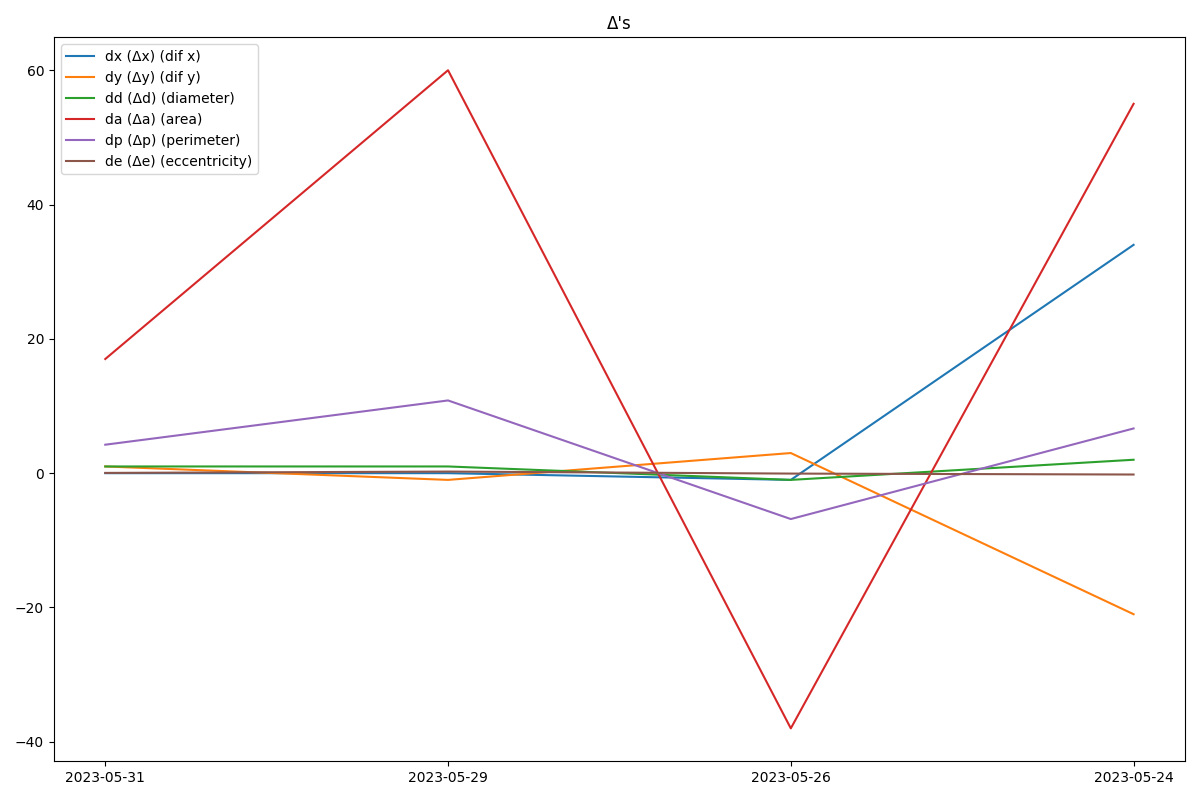 Δ's
dx (Δx) (dif x)
dy (Δy) (dif y)
dd (Δd) (diameter)
da (Δa) (area)
dp (Δp) (perimeter)
de (Δe) (eccentricity)
60
40
20
0
−20
−40
2023-05-31 2023-05-29 2023-05-26 2023-05-24